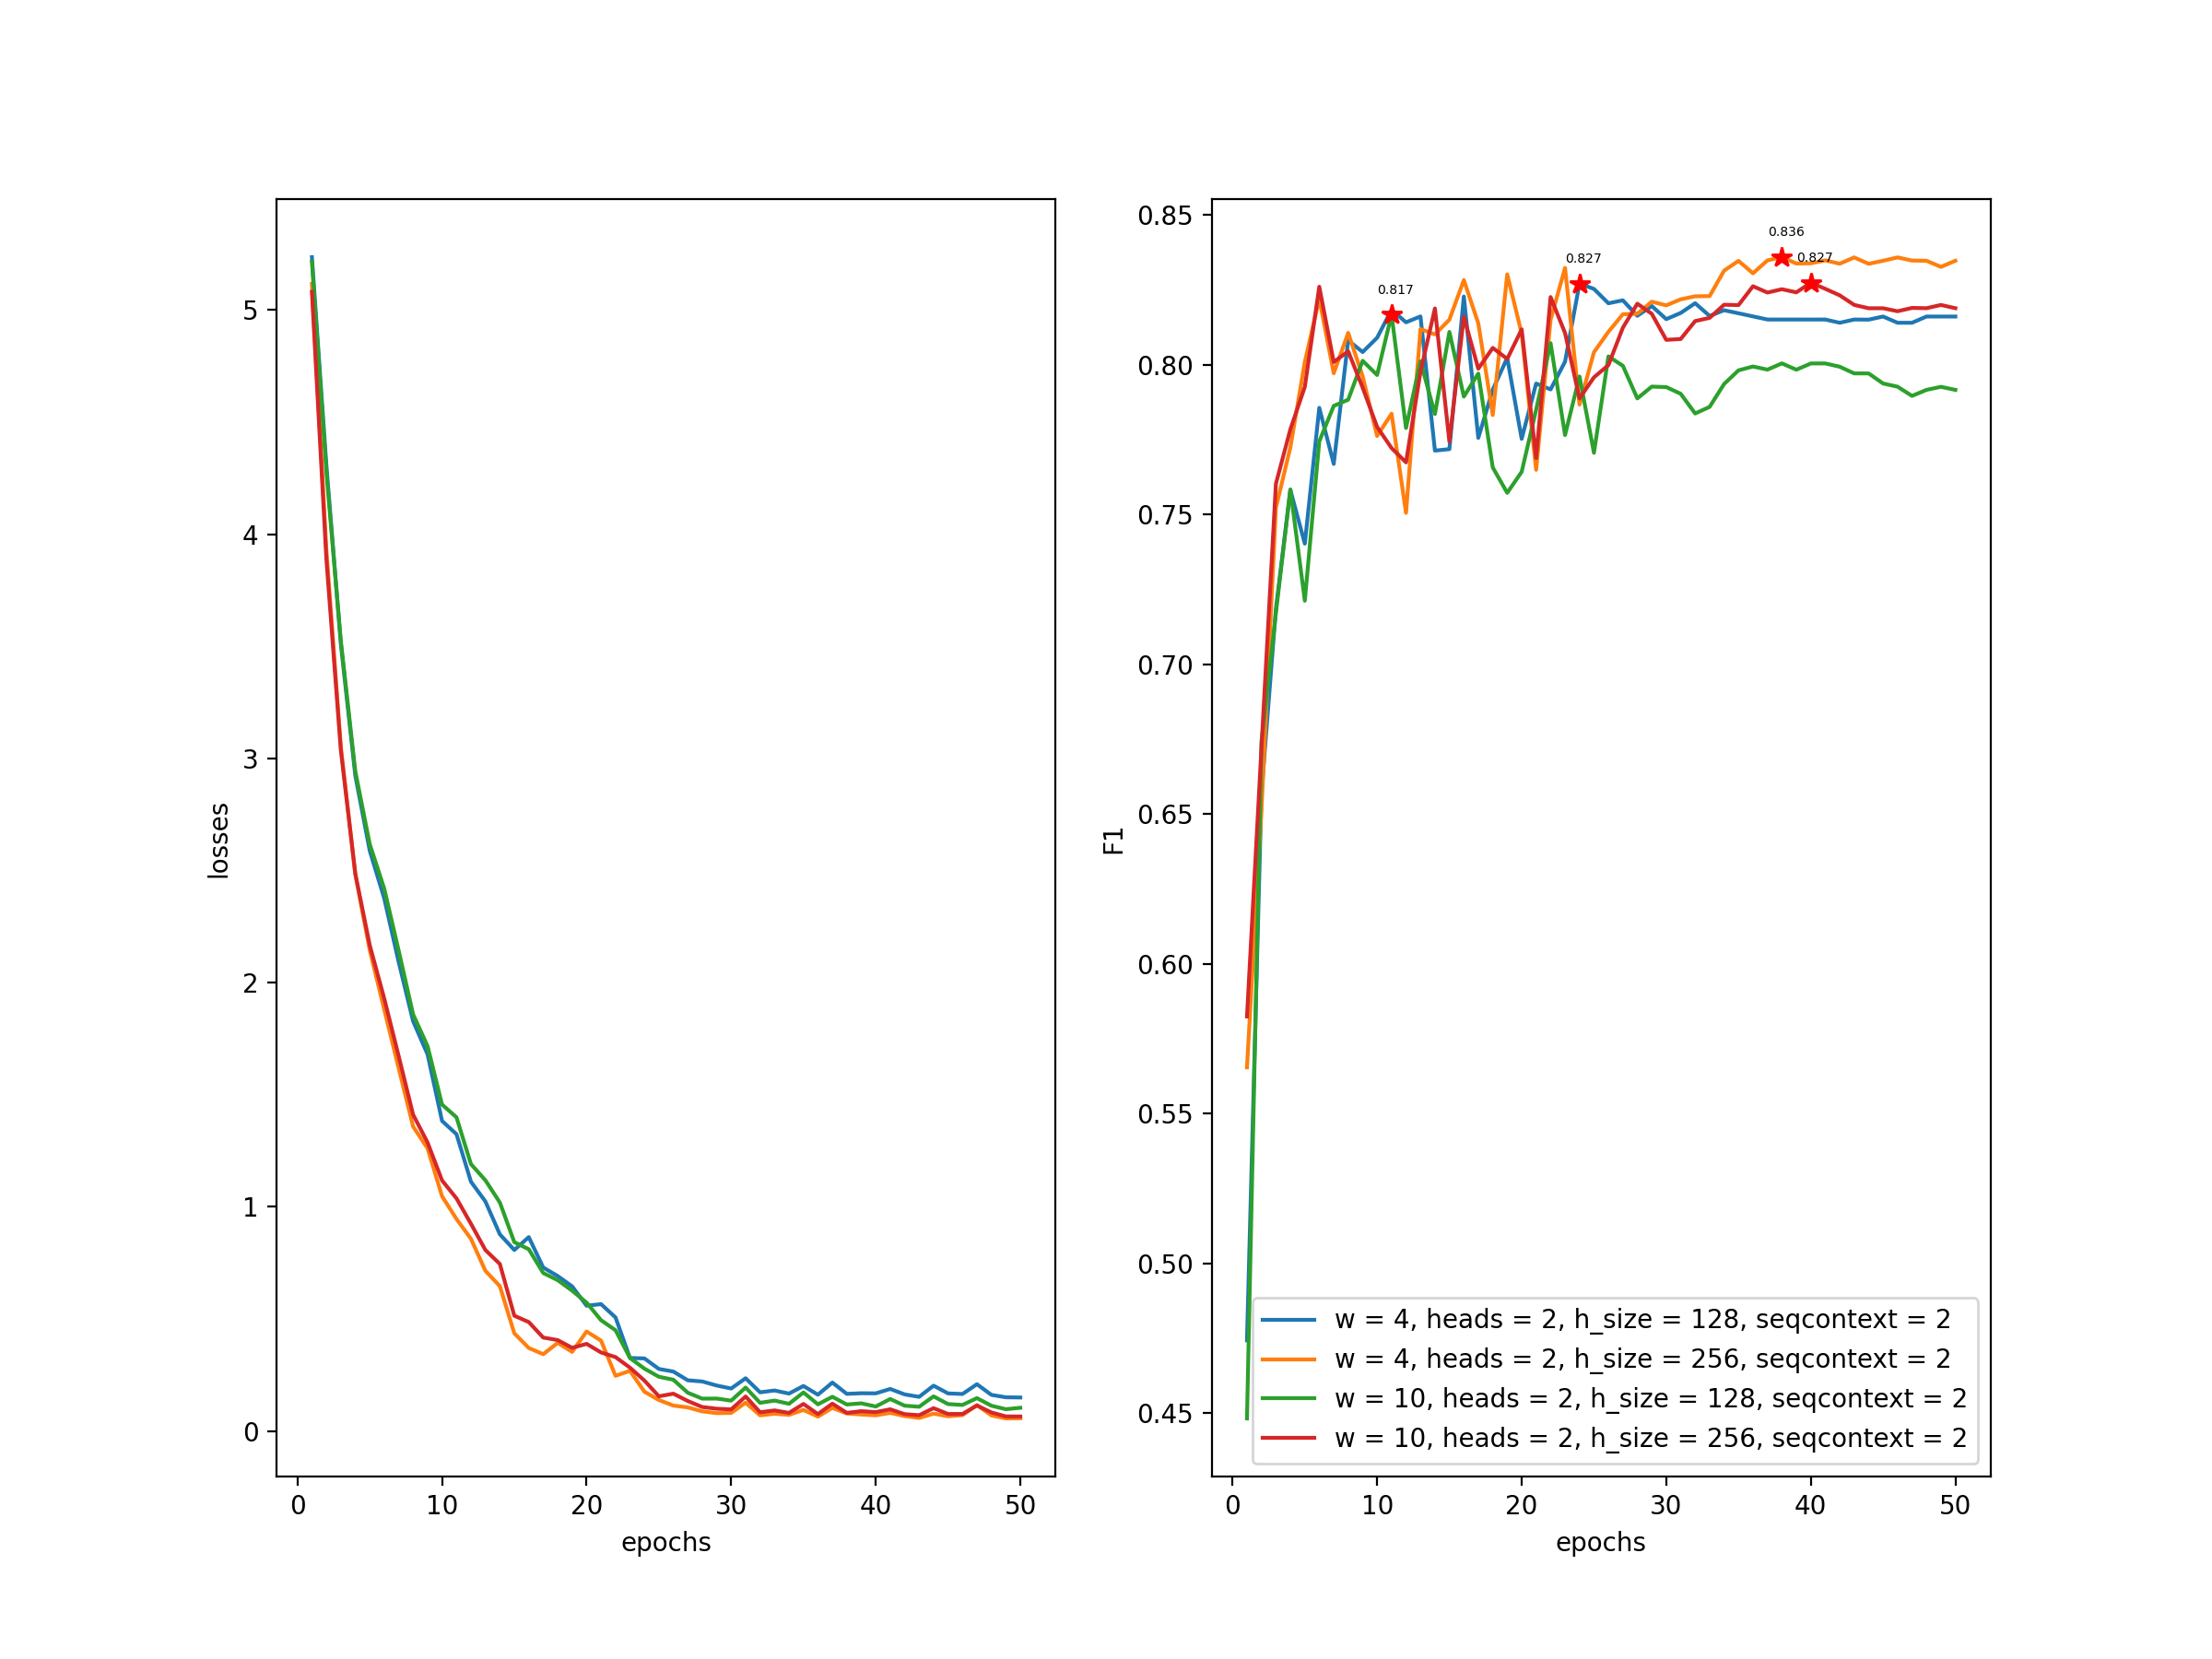 losses
5
4
3
2
1
0
0 10 20 30 40 50
epochs
F1
0.85
0.80
0.75
0.70
0.65
0.60
0.55
0.50
0.45
0.817
0.827
0.836
0.827
w = 4, heads = 2, h_size = 128, seqcontext = 2
w = 4, heads = 2, h_size = 256, seqcontext = 2
w = 10, heads = 2, h_size = 128, seqcontext = 2
w = 10, heads = 2, h_size = 256, seqcontext = 2
0 10 20 30 40 50
epochs